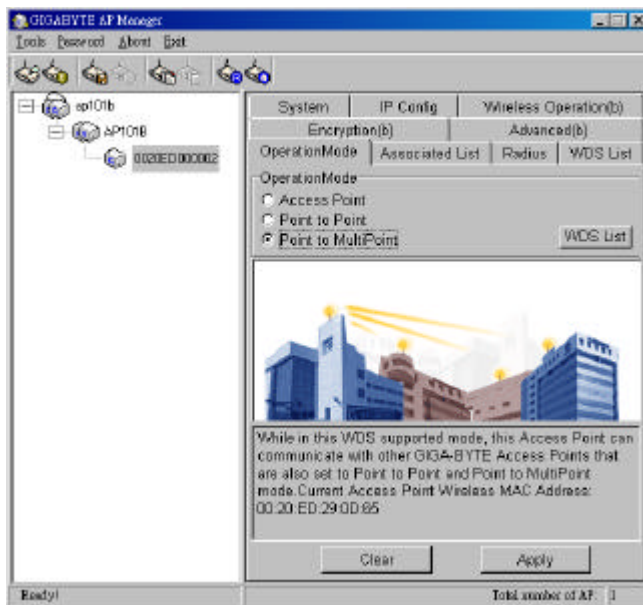 GIGABYTE AP Manager
Tools Password About Exit
ap101b
AP101B
0020ED000002
System IP Config Wireless Operation(b)
Encryption(b) Advanced(b)
OperationMode Associated List Radius WDS List
OperationMode
Access Point
Point to Point
Point to MultiPoint
WDS List
While in this WDS supported mode, this Access Point can
communicate with other GIGA-BYTE Access Points that
are also set to Point to Point and Point to MultiPoint
mode.Current Access Point Wireless MAC Address:
00:20:ED:29:0D:65
Clear Apply
Ready! Total number of AP: 1